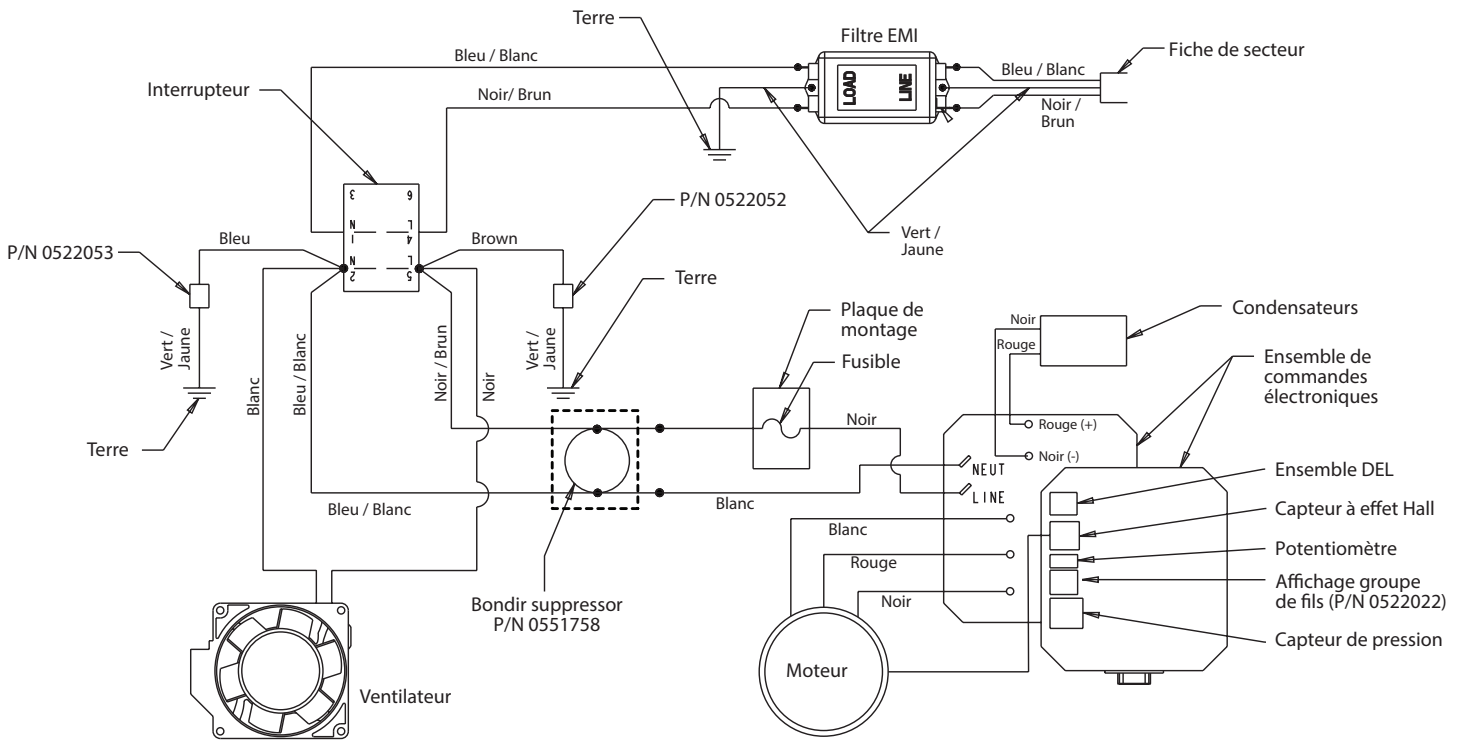 Terre
Filtre EMI
Fiche de secteur
Bleu / Blanc
Bleu / Blanc
Interrupteur
Noir/ Brun
LOAD
LINE
Noir /
Brun
3
6
P/N 0522052
N
L
1
4
Vert /
Jaune
P/N 0522053
Bleu
Brown
N
L
2
5
Terre
Plaque de
montage
Fusible
Condensateurs
Noir
Rouge
Vert /
Jaune
Blanc
Bleu / Blanc
Noir / Brun
Noir
Vert /
Jaune
Ensemble de
commandes
électroniques
Terre
Noir
Rouge (+)
Noir (-)
NEUT
LINE
Ensemble DEL
Bleu / Blanc
Blanc
Capteur à effet Hall
Blanc
Potentiomètre
Rouge
Affichage groupe
de fils (P/N 0522022)
Noir
Bondir suppressor
P/N 0551758
Capteur de pression
Moteur
Ventilateur